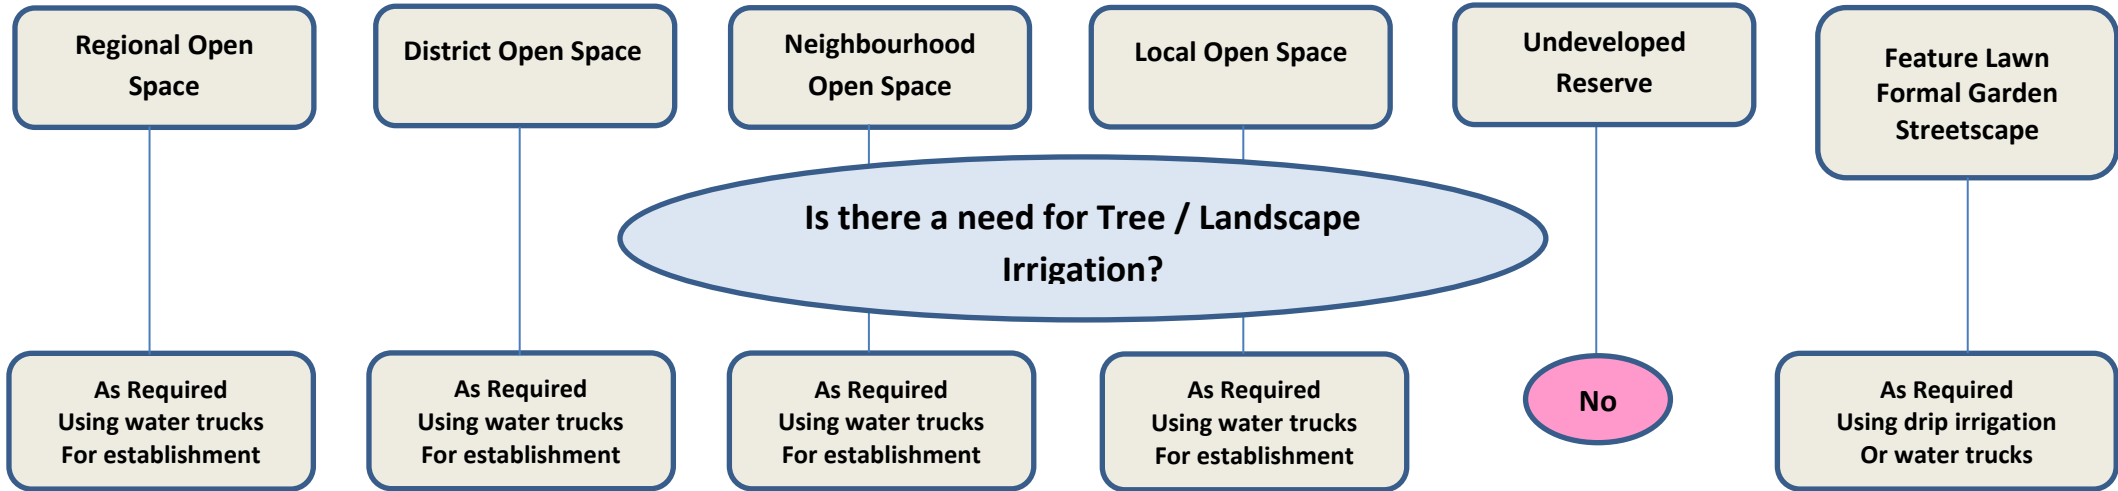 Regional Open
Space
District Open Space
Neighbourhood
Open Space
Local Open Space
Undeveloped
Reserve
Feature Lawn
Formal Garden
Streetscape
Is there a need for Tree / Landscape
Irrigation?
As Required
Using water trucks
For establishment
As Required
Using water trucks
For establishment
As Required
Using water trucks
For establishment
As Required
Using water trucks
For establishment
No
As Required
Using drip irrigation
Or water trucks